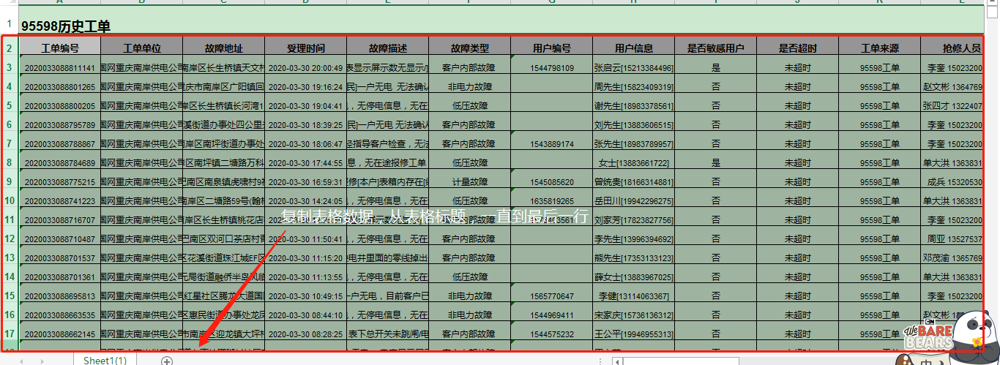 1 95598历史工单
2 工单编号 工单单位 故障地址 受理时间 故障描述 故障类型 用户编号 用户信息 是否敏感用户 是否超时 工单来源 抢修人员
3 2020033088811141 国网重庆南岸供电公司 南岸区长生桥镇天文村 2020-03-30 20:00:49 表显示屏示数无显示/ 客户内部故障 1544798109 张启云[15213384496] 是 未超时 95598工单 李奎 15023200
4 2020033088801265 国网重庆南岸供电公司 庆市南岸区广阳镇回 2020-03-30 19:16:24 民]一户无电 无法确认 非电力故障 周先生[15823409319] 否 未超时 95598工单 赵文彬 1364769
5 2020033088800205 国网重庆南岸供电公司 岸区长生桥镇长河湾1 2020-03-30 19:04:41 ，无停电信息，无在 低压故障 谢先生[18983378561] 否 未超时 95598工单 张四才 1322407
6 2020033088795789 国网重庆南岸供电公司 溪街道办事处四公里 2020-03-30 18:39:25 民]一户无电 无法确认 客户内部故障 刘先生[13883606515] 否 未超时 95598工单 李奎 15023200
7 2020033088788867 国网重庆南岸供电公司 南岸区南坪街道办事处 2020-03-30 18:06:47 经指导客户检查，无法 客户内部故障 1543889174 张先生[18983789957] 否 未超时 95598工单 李奎 15023200
8 2020033088784689 国网重庆南岸供电公司 岸区南坪镇二塘路万科 2020-03-30 17:44:55 息，无在途报修工单 低压故障 女士[13883661722] 是 未超时 95598工单 单大洪 1363831
9 2020033088775215 国网重庆南岸供电公司 巴南区南泉镇虎啸村9 2020-03-30 16:59:31 报修[本户]表箱内存在 计量故障 1545085620 曾统贵[18166314881] 否 未超时 95598工单 成兵 15320530
10 2020033088741223 国网重庆南岸供电公司 南岸区二塘路59号(翰 2020-03-30 14:24:05 ，无停电信息，无在 低压故障 1635819265 岳田川[19942296275] 否 未超时 95598工单 单大洪 1363831
复制表格数据，从表格标题，一直到最后一行
11 2020033088716707 国网重庆南岸供电公司 岸区长生桥镇桃花店 客户内部故障 刘家芳[17823827756] 否 未超时 95598工单 李奎 15023200
12 2020033088710487 国网重庆南岸供电公司 巴南区双河口茶店村 2020-03-30 11:50:41 ，无停电信息，无在 客户内部故障 李先生[13996394692] 否 未超时 95598工单 周亚 13527537
13 2020033088701537 国网重庆南岸供电公司 区花溪街道珠江城EF区 2020-03-30 11:15:20 电井里面的零线掉出 客户内部故障 熊先生[17353133123] 否 未超时 95598工单 邓茂渝 1365769
14 2020033088701361 国网重庆南岸供电公司 元局街道融侨半岛风临 2020-03-30 11:13:55 ，无停电信息，无在 低压故障 薛女士[13883967025] 否 未超时 95598工单 单大洪 1363831
15 2020033088695813 国网重庆南岸供电公司 红星社区腾龙大道国 2020-03-30 10:49:15 一户无电，目前客户已 非电力故障 1565770647 李健[13114063367] 否 未超时 95598工单 李奎 15023200
16 2020033088663535 国网重庆南岸供电公司 区惠民街道办事处龙凤 2020-03-30 08:44:10 ，无停电信息，无在 非电力故障 1544969411 宋家庆[15736136312] 否 未超时 95598工单 赵文彬
17 2020033088662145 国网重庆南岸供电公司 南岸区迎龙镇大坪村 2020-03-30 08:28:25 表下总开关未跳闸/电 客户内部故障 1544575232 王公平[19946955313] 否 未超时 95598工单
CN
We BARE BEARS
Sheet1(1)
中